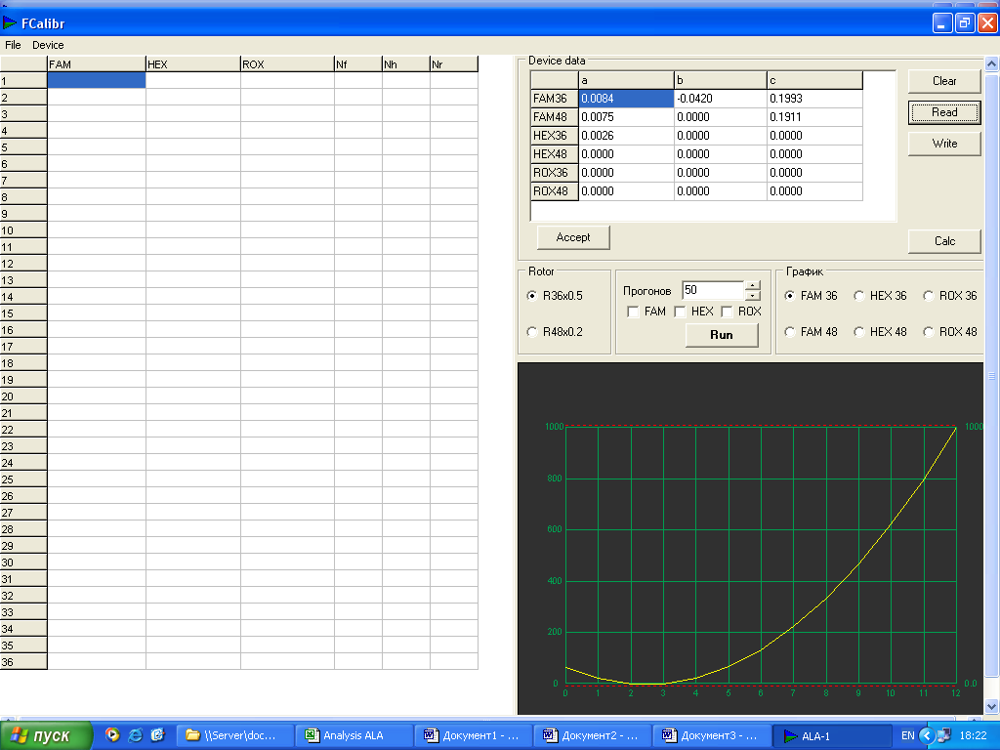 FCalibr
File Device
FAM HEX ROX Nf Nh Nr
1
2
3
4
5
6
7
8
9
10
11
12
13
14
15
16
17
18
19
20
21
22
23
24
25
26
27
28
29
30
31
32
33
34
35
36
Device data
a b c
FAM36 0.0084 -0.0420 0.1993
FAM48 0.0075 0.0000 0.1911
HEX36 0.0026 0.0000 0.0000
HEX48 0.0000 0.0000 0.0000
ROX36 0.0000 0.0000 0.0000
ROX48 0.0000 0.0000 0.0000
Clear
Read
Write
Accept
Calc
Rotor
R36x0.5
R48x0.2
Прогонов 50
FAM HEX ROX
Run
График
FAM 36 HEX 36 ROX 36
FAM 48 HEX 48 ROX 48
1000 1000
800
600
400
200
0 0.0
0 1 2 3 4 5 6 7 8 9 10 11 12
пуск \\Server\doc... Analysis ALA Документ1 - ... Документ2 - ... Документ3 - ... ALA-1 EN 18:22